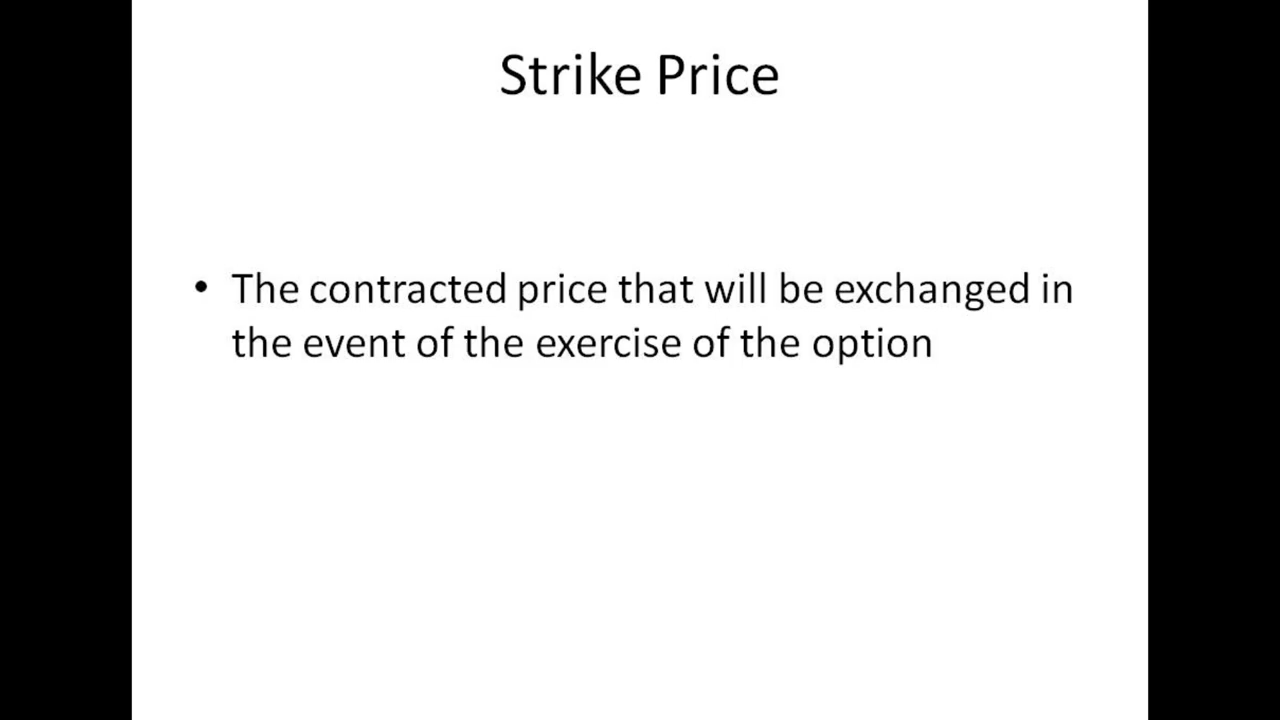 Strike Price
• The contracted price that will be exchanged in
the event of the exercise of the option